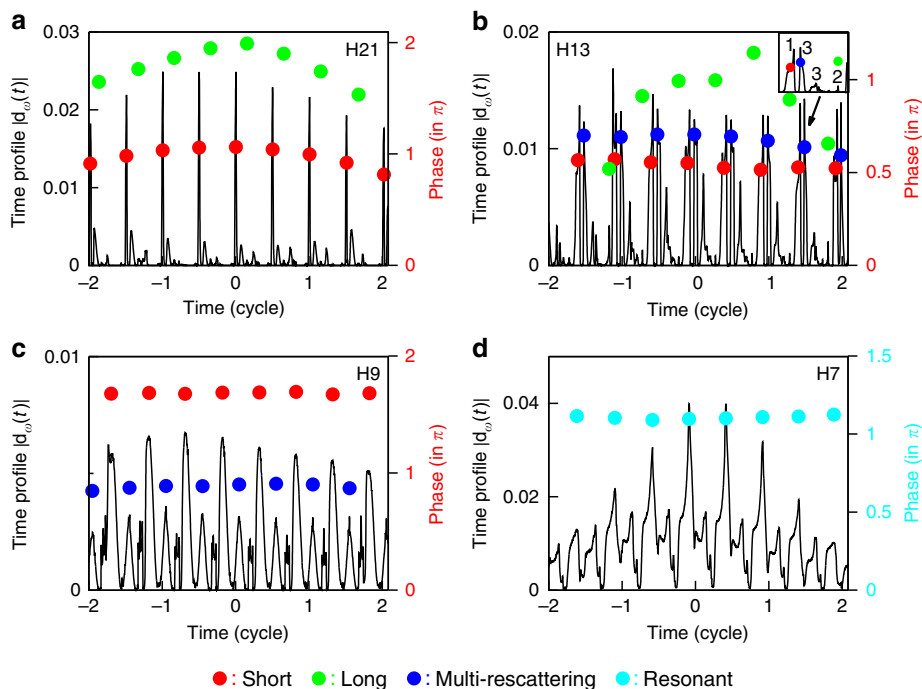 a
0.03
H21
2
0.02
0.01
1
0
0
Time profile |dω(t)|
Phase (in π)
−2
−1
0
1
2
Time (cycle)
b
0.02
H13
1
3
3
2
1
0.01
0.5
0
0
Time profile |dω(t)|
Phase (in π)
−2
−1
0
1
2
Time (cycle)
c
0.01
H9
2
1
0
0
Time profile |dω(t)|
Phase (in π)
−2
−1
0
1
2
Time (cycle)
d
H7
1.5
0.04
1
0.02
0.5
0
0
Time profile |dω(t)|
Phase (in π)
−2
−1
0
1
2
Time (cycle)
: Short : Long : Multi-rescattering : Resonant